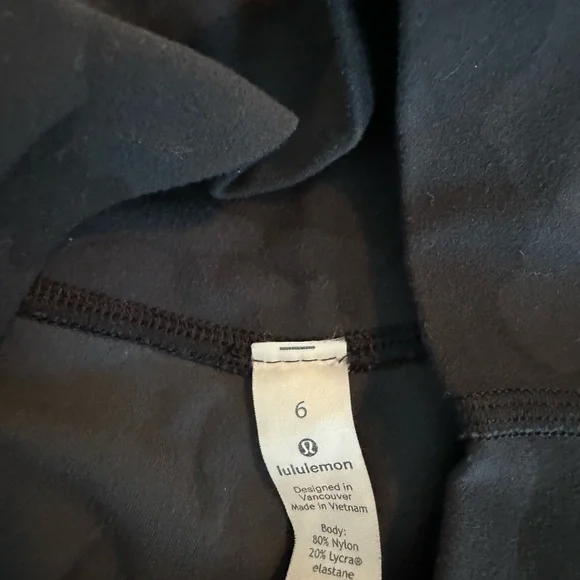 6
lululemon
Designed in
Vancouver
Made in Vietnam
Body:
80% Nylon
20% Lycra®
elastane